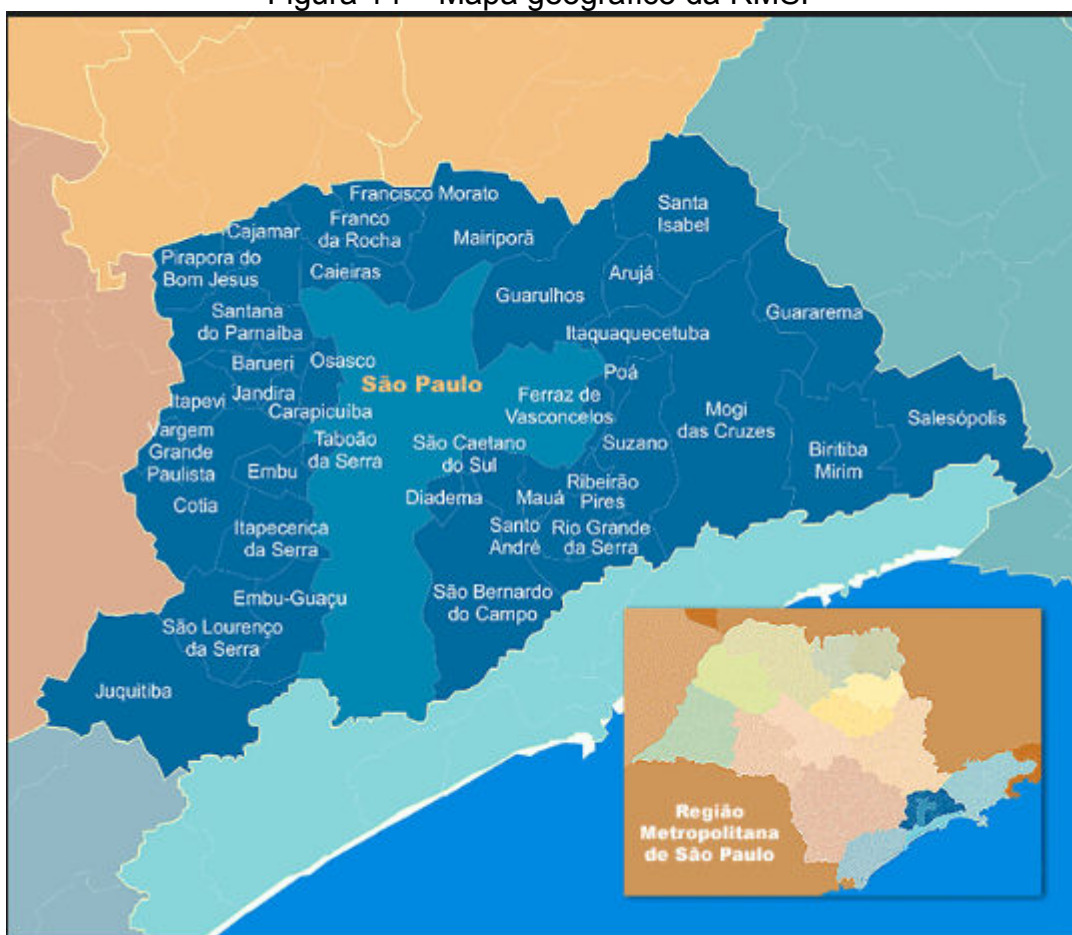 Francisco Morato
Franco
da Rocha
Cajamar
Mairiporã
Santa
Isabel
Pirapora do
Bom Jesus
Caieiras
Guarulhos
Arujá
Santana
do Parnaíba
Itaquaquecetuba
Guararema
Barueri
Osasco
São Paulo
Poá
Itapevi
Jandira
Carapicuíba
Ferraz de
Vasconcelos
Mogi
das Cruzes
Salesópolis
Vargem
Grande
Paulista
Taboão
da Serra
São Caetano
do Sul
Suzano
Biritiba
Mirim
Embu
Cotia
Diadema
Mauá
Ribeirão
Pires
Itapecerica
da Serra
Santo
André
Rio Grande
da Serra
Embu-Guaçu
São Bernardo
do Campo
São Lourenço
da Serra
Juquitiba
Região
Metropolitana
de São Paulo